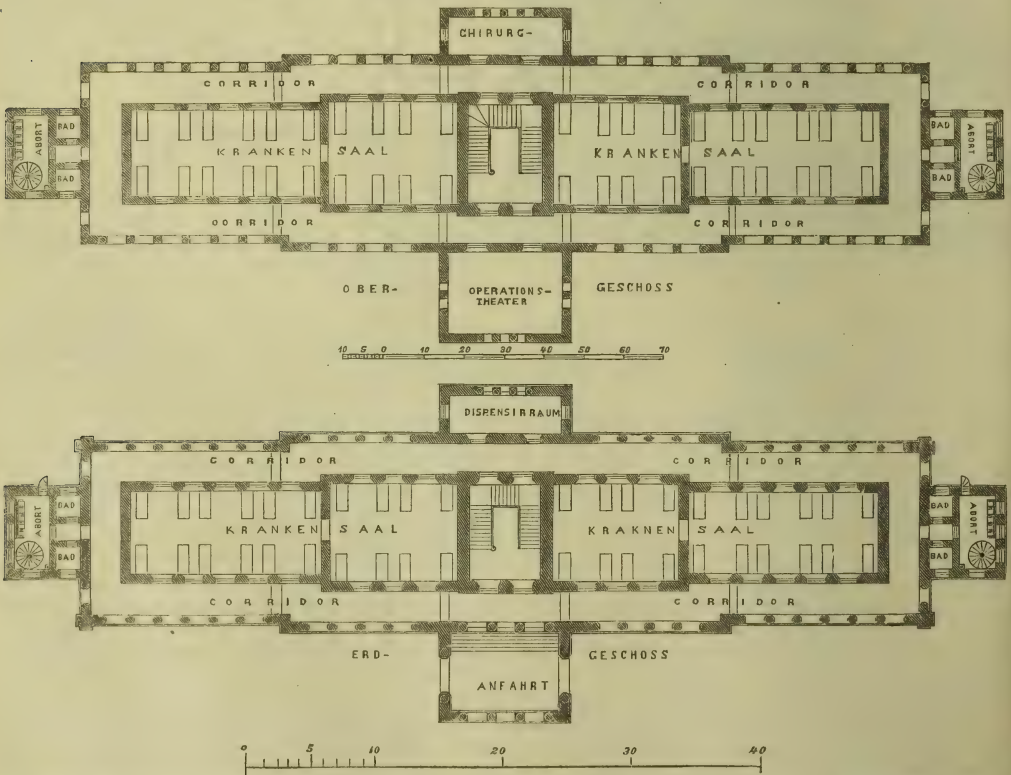 CHIRURG-
CORRIDOR CORRIDOR
ABORT BAD BAD ABORT
KRANKEN SAAL KRANKEN SAAL
BAD BAD
CORRIDOR CORRIDOR
OBER- OPERATIONS- GESCHOSS
THEATER
10 5 0 10 20 30 40 50 60 70
DISPENSIRRAUM
CORRIDOR CORRIDOR
ABORT BAD BAD ABORT
KRANKEN SAAL KRAKNEN SAAL
BAD BAD
CORRIDOR CORRIDOR
ERD- GESCHOSS
ANFAHRT
0 5 10 20 30 40